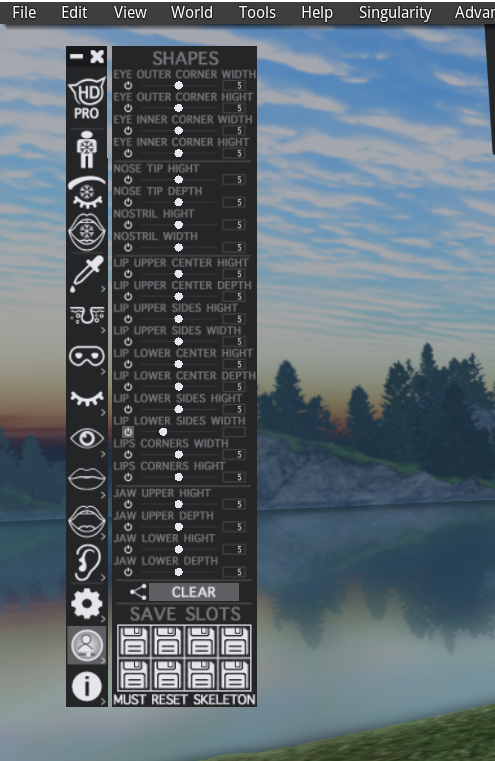 File Edit View World Tools Help Singularity Advan
HD
PRO
SHAPES
EYE OUTER CORNER WIDTH
5
EYE OUTER CORNER HIGHT
5
EYE INNER CORNER WIDTH
5
EYE INNER CORNER HIGHT
5
NOSE TIP HIGHT
5
NOSE TIP DEPTH
5
NOSTRIL HIGHT
5
NOSTRIL WIDTH
5
LIP UPPER CENTER HIGHT
5
LIP UPPER CENTER DEPTH
5
LIP UPPER SIDES HIGHT
5
LIP UPPER SIDES WIDTH
5
LIP LOWER CENTER HIGHT
5
LIP LOWER CENTER DEPTH
5
LIP LOWER SIDES HIGHT
5
LIP LOWER SIDES WIDTH
LIPS CORNERS WIDTH
5
LIPS CORNERS HIGHT
5
JAW UPPER HIGHT
5
JAW UPPER DEPTH
5
JAW LOWER HIGHT
5
JAW LOWER DEPTH
5
CLEAR
SAVE SLOTS
MUST RESET SKELETON